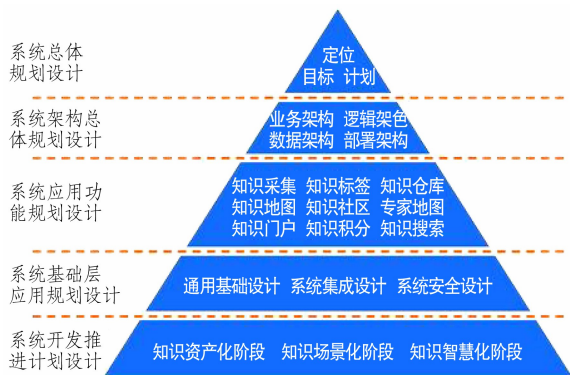 系统总体
规划设计
定位
目标 计划
系统架构总
体规划设计
业务架构 逻辑架色
数据架构 部署架构
系统应用功
能规划设计
知识采集 知识标签 知识仓库
知识地图 知识社区 专家地图
知识门户 知识积分 知识搜索
系统基础层
应用规划设计
通用基础设计 系统集成设计 系统安全设计
系统开发推
进计划设计
知识资产化阶段 知识场景化阶段 知识智慧化阶段